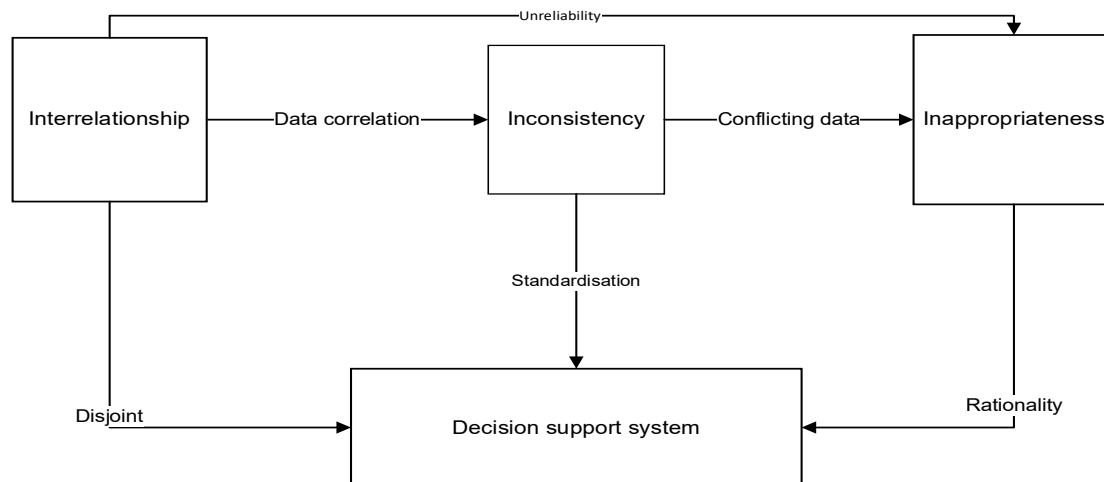 Unreliability
Interrelationship
Data correlation
Inconsistency
Conflicting data
Inappropriateness
Standardisation
Disjoint
Decision support system
Rationality